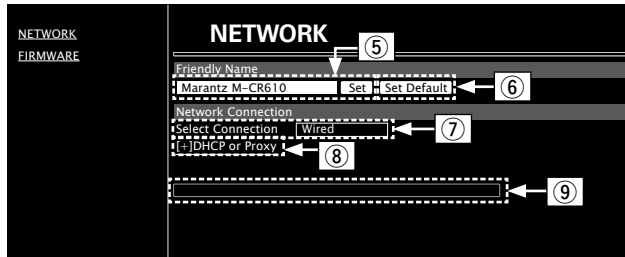 NETWORK
FIRMWARE
NETWORK
⑤
Friendly Name
Marantz M-CR610 Set Set Default ⑥
Network Connection
Select Connection Wired ⑦
[+]DHCP or Proxy ⑧
⑨